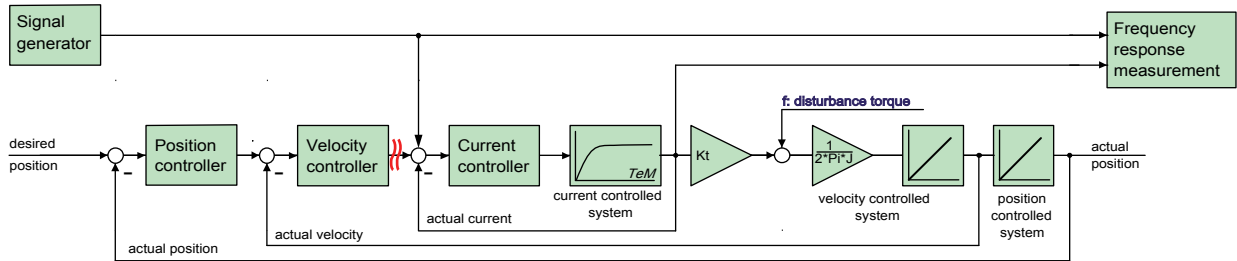 Signal
generator
Frequency
response
measurement
f: disturbance torque
desired
position
Position
controller
Velocity
controller
Current
controller
TeM
Kt
1
2*Pi*J
actual
position
-
-
-
current controlled
system
velocity controlled
system
position
controlled
system
actual current
actual velocity
actual position